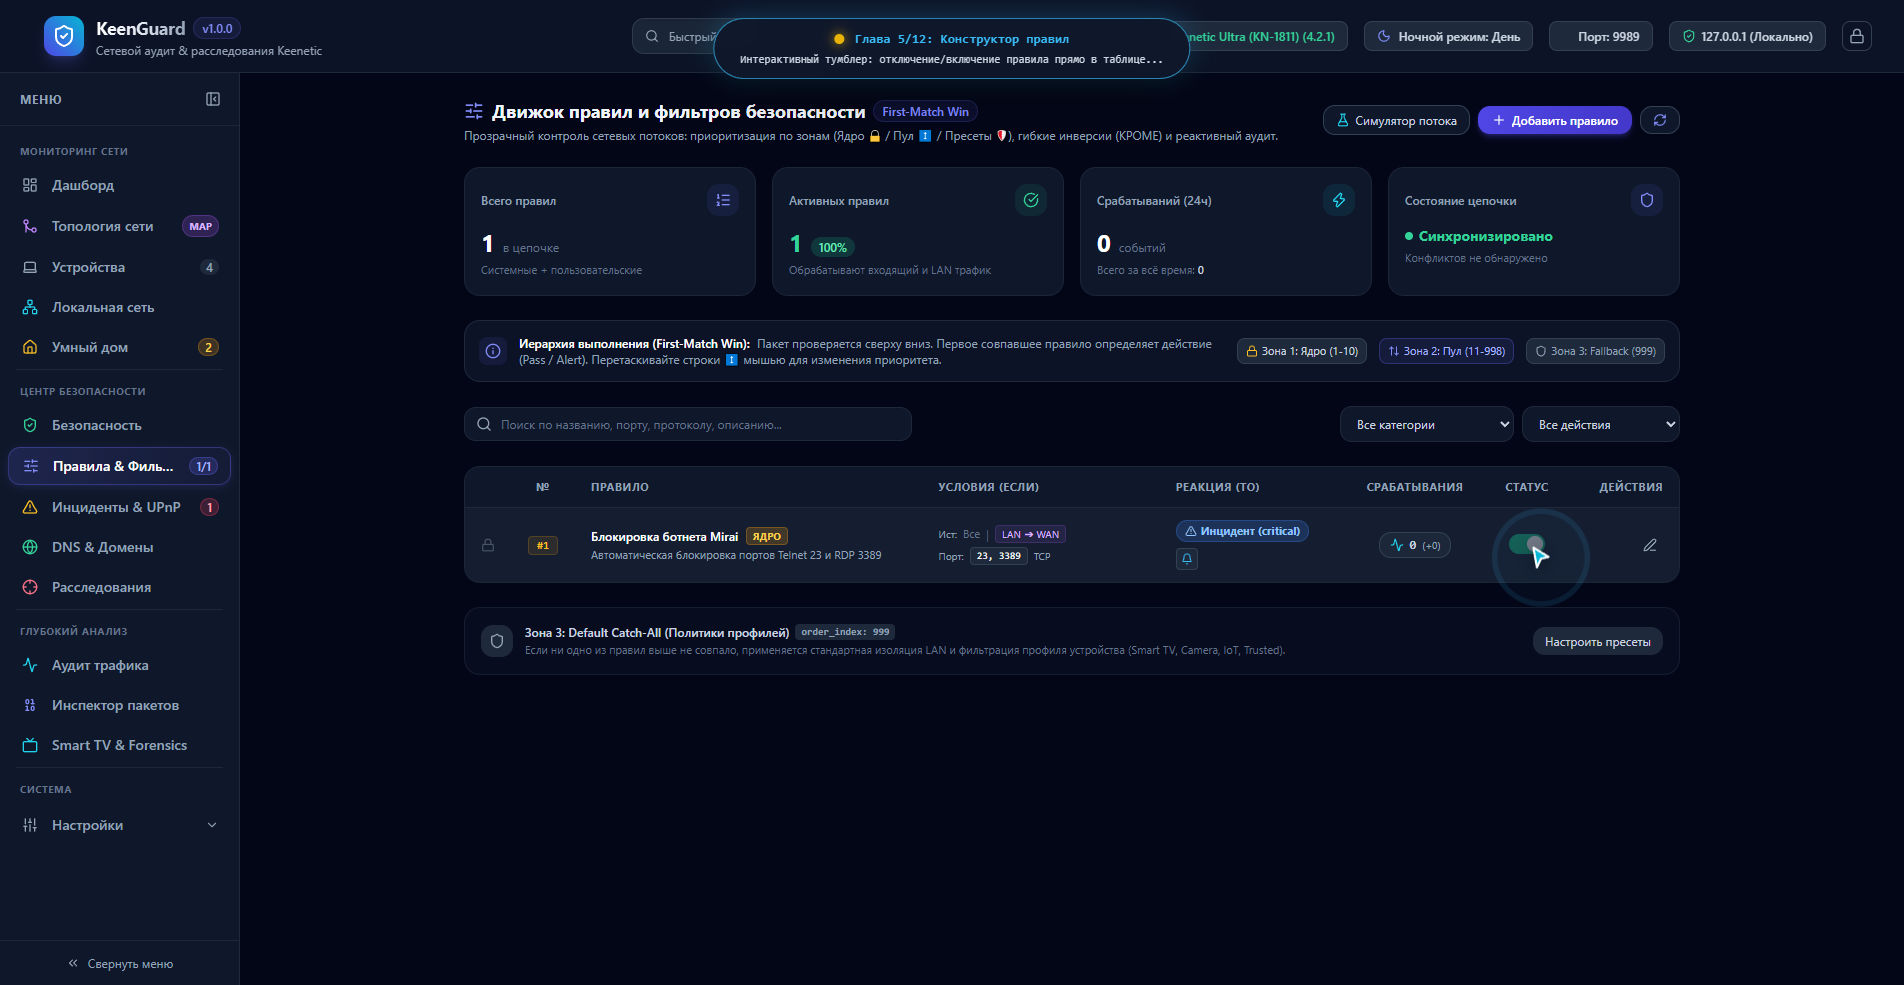 KeenGuard v1.0.0
Сетевой аудит & расследования Keenetic
Быстрый
Глава 5/12: Конструктор правил
Интерактивный тумблер: отключение/включение правила прямо в таблице...
netic Ultra (KN-1811) (4.2.1)
Ночной режим: День
Порт: 9989
127.0.0.1 (Локально)
МЕНЮ
МОНИТОРИНГ СЕТИ
Дашборд
Топология сети MAP
Устройства 4
Локальная сеть
Умный дом 2
ЦЕНТР БЕЗОПАСНОСТИ
Безопасность
Правила & Филь... 1/1
Инциденты & UPnP 1
DNS & Домены
Расследования
ГЛУБОКИЙ АНАЛИЗ
Аудит трафика
Инспектор пакетов
Smart TV & Forensics
СИСТЕМА
Настройки
Свернуть меню
Движок правил и фильтров безопасности First-Match Win
Прозрачный контроль сетевых потоков: приоритизация по зонам (Ядро 🔒 / Пул ↕ / Пресеты 🛡), гибкие инверсии (КРОМЕ) и реактивный аудит.
Симулятор потока
+ Добавить правило
Всего правил
1 в цепочке
Системные + пользовательские
Активных правил
1 100%
Обрабатывают входящий и LAN трафик
Срабатываний (24ч)
0 событий
Всего за всё время: 0
Состояние цепочки
Синхронизировано
Конфликтов не обнаружено
Иерархия выполнения (First-Match Win): Пакет проверяется сверху вниз. Первое совпавшее правило определяет действие
(Pass / Alert). Перетаскивайте строки ↕ мышью для изменения приоритета.
Зона 1: Ядро (1-10)
Зона 2: Пул (11-998)
Зона 3: Fallback (999)
Поиск по названию, порту, протоколу, описанию...
Все категории
Все действия
№ ПРАВИЛО УСЛОВИЯ (ЕСЛИ) РЕАКЦИЯ (ТО) СРАБАТЫВАНИЯ СТАТУС ДЕЙСТВИЯ
#1
Блокировка ботнета Mirai ЯДРО
Автоматическая блокировка портов Telnet 23 и RDP 3389
Ист: Все | LAN ➔ WAN
Порт: 23, 3389 TCP
Инцидент (critical)
0 (+0)
Зона 3: Default Catch-All (Политики профилей) order_index: 999
Если ни одно из правил выше не совпало, применяется стандартная изоляция LAN и фильтрация профиля устройства (Smart TV, Camera, IoT, Trusted).
Настроить пресеты